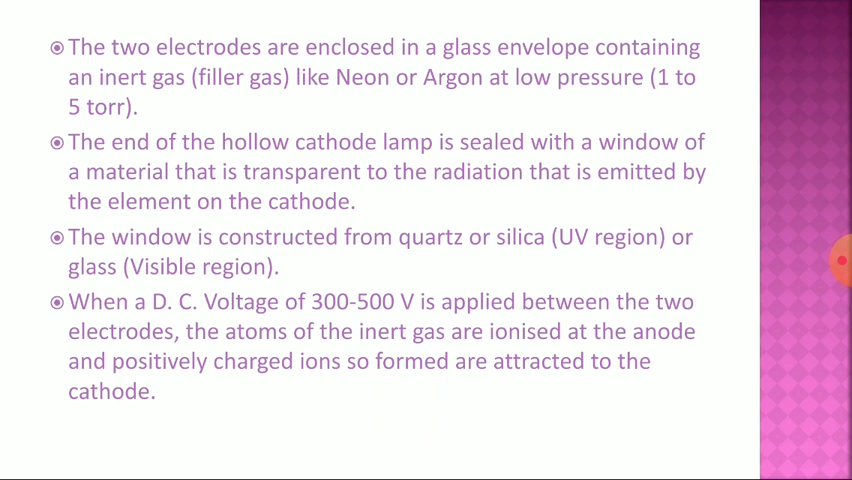 The two electrodes are enclosed in a glass envelope containing
an inert gas (filler gas) like Neon or Argon at low pressure (1 to
5 torr).
The end of the hollow cathode lamp is sealed with a window of
a material that is transparent to the radiation that is emitted by
the element on the cathode.
The window is constructed from quartz or silica (UV region) or
glass (Visible region).
When a D. C. Voltage of 300-500 V is applied between the two
electrodes, the atoms of the inert gas are ionised at the anode
and positively charged ions so formed are attracted to the
cathode.